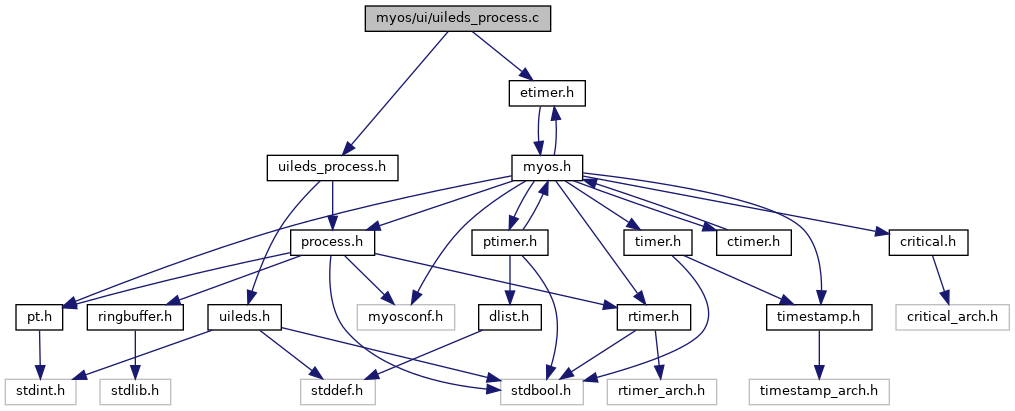 myos/ui/uileds_process.c
etimer.h
uileds_process.h
myos.h
process.h
ptimer.h
timer.h
ctimer.h
critical.h
pt.h
ringbuffer.h
uileds.h
myosconf.h
dlist.h
rtimer.h
timestamp.h
critical_arch.h
stdint.h
stdlib.h
stddef.h
stdbool.h
rtimer_arch.h
timestamp_arch.h